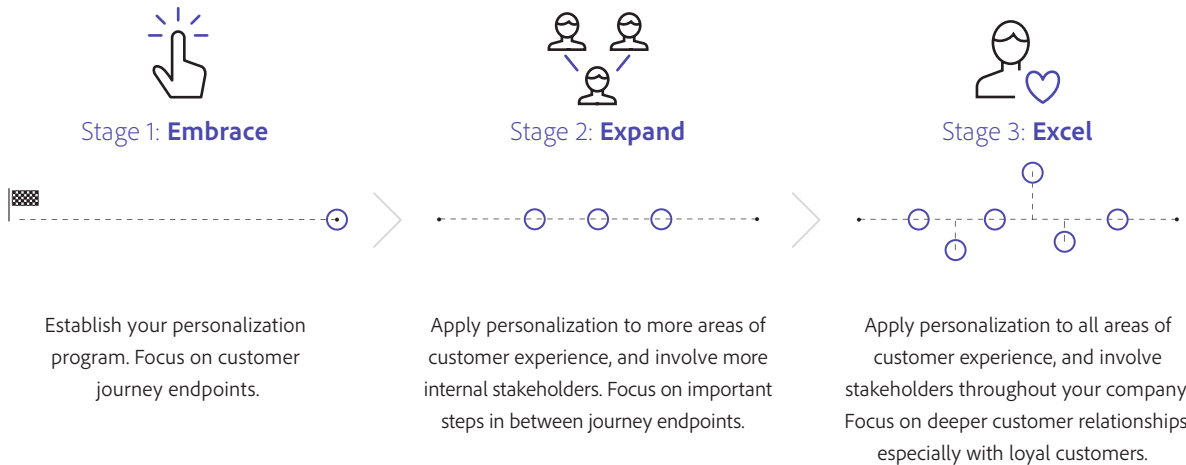 Stage 1: Embrace
Establish your personalization
program. Focus on customer
journey endpoints.
Stage 2: Expand
Apply personalization to more areas of
customer experience, and involve more
internal stakeholders. Focus on important
steps in between journey endpoints.
Stage 3: Excel
Apply personalization to all areas of
customer experience, and involve
stakeholders throughout your company
Focus on deeper customer relationships
especially with loyal customers.